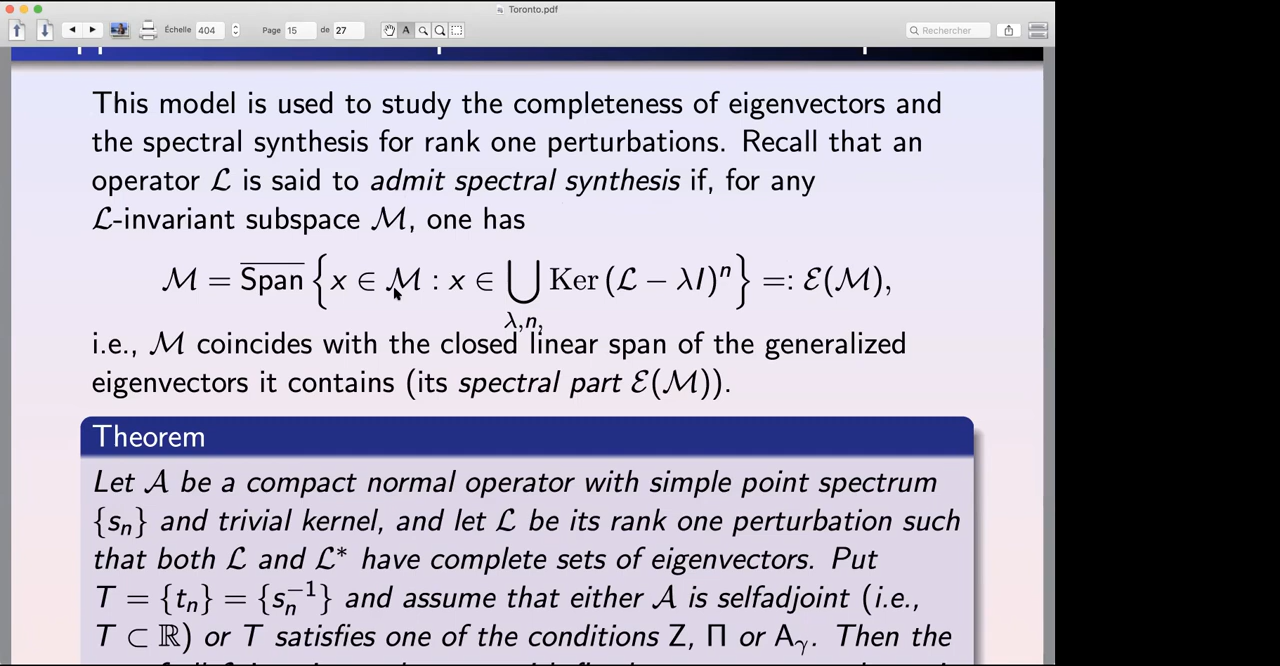 Toronto.pdf
Échelle 404 Page 15 de 27 Rechercher
This model is used to study the completeness of eigenvectors and
the spectral synthesis for rank one perturbations. Recall that an
operator ℒ is said to admit spectral synthesis if, for any
ℒ-invariant subspace ℳ, one has
ℳ = \overline{Span} {x ∈ ℳ : x ∈ ⋃_{λ,n,} Ker (ℒ − λI)^n} =: ℰ(ℳ),
i.e., ℳ coincides with the closed linear span of the generalized
eigenvectors it contains (its spectral part ℰ(ℳ)).
Theorem
Let 𝒜 be a compact normal operator with simple point spectrum
{s_n} and trivial kernel, and let ℒ be its rank one perturbation such
that both ℒ and ℒ* have complete sets of eigenvectors. Put
T = {t_n} = {s_n^{-1}} and assume that either 𝒜 is selfadjoint (i.e.,
T ⊂ ℝ) or T satisfies one of the conditions Z, Π or A_γ. Then the